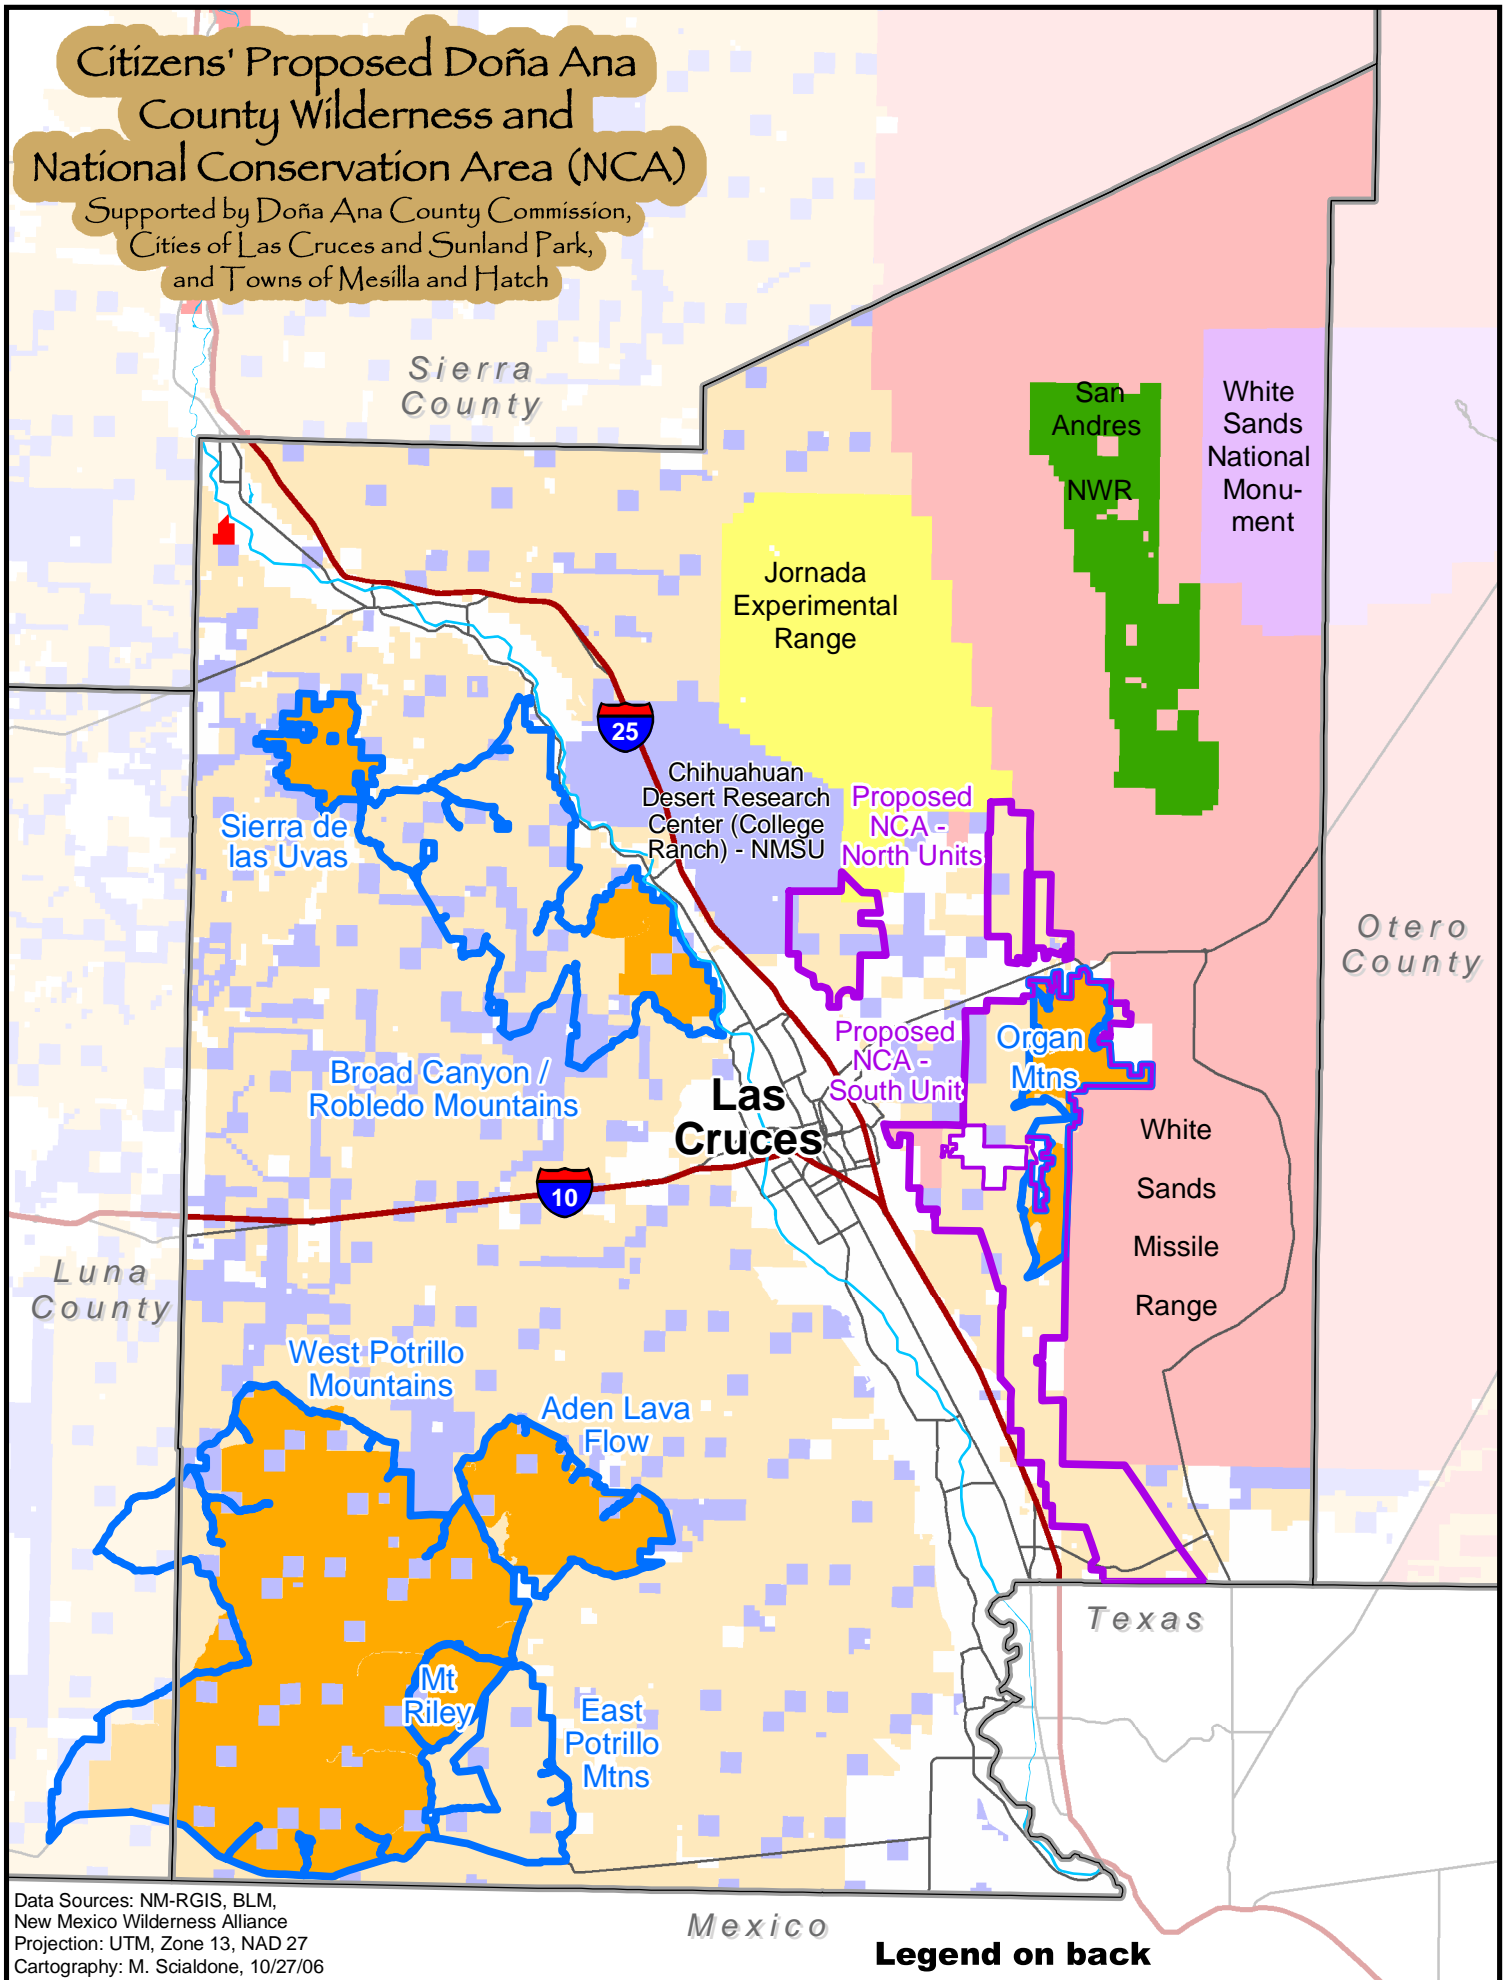 Citizens' Proposed Doña Ana
County Wilderness and
National Conservation Area (NCA)
Supported by Doña Ana County Commission,
Cities of Las Cruces and Sunland Park,
and Towns of Mesilla and Hatch
Sierra
County
San
Andres
NWR
White
Sands
National
Monu-
ment
Jornada
Experimental
Range
25
Chihuahuan
Desert Research
Center (College
Ranch) - NMSU
Proposed
NCA -
North Units
Sierra de
las Uvas
Otero
County
Proposed
NCA -
South Unit
Organ
Mtns
Broad Canyon /
Robledo Mountains
Las
Cruces
White
Sands
Missile
Range
10
Luna
County
West Potrillo
Mountains
Aden Lava
Flow
Texas
Mt
Riley
East
Potrillo
Mtns
Data Sources: NM-RGIS, BLM,
New Mexico Wilderness Alliance
Projection: UTM, Zone 13, NAD 27
Cartography: M. Scialdone, 10/27/06
Mexico
Legend on back